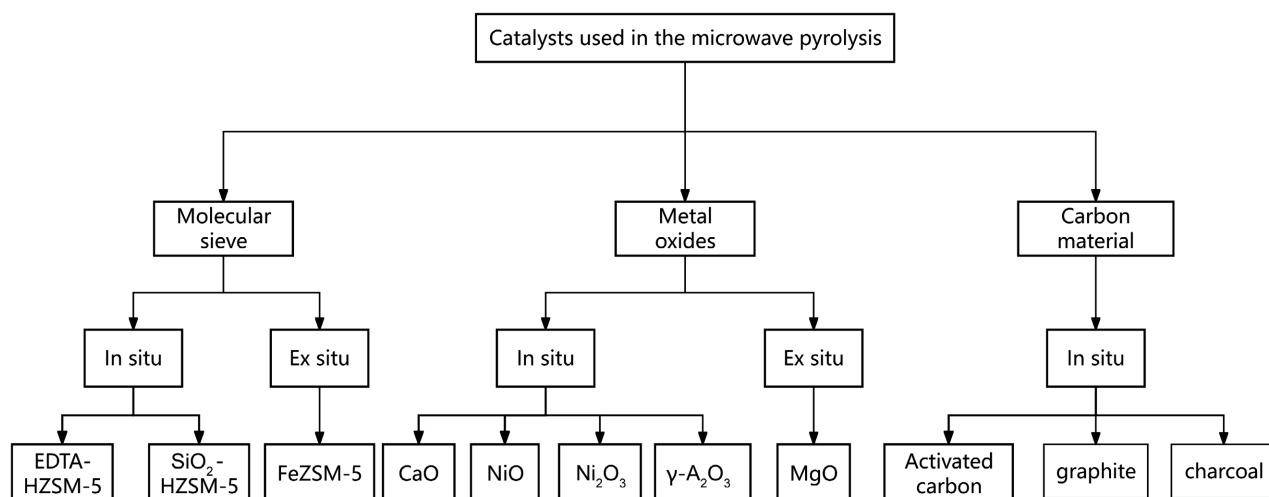 Catalysts used in the microwave pyrolysis
Molecular
sieve
Metal
oxides
Carbon
material
In situ
Ex situ
In situ
Ex situ
In situ
EDTA-
HZSM-5
SiO₂-
HZSM-5
FeZSM-5
CaO
NiO
Ni₂O₃
γ-A₂O₃
MgO
Activated
carbon
graphite
charcoal